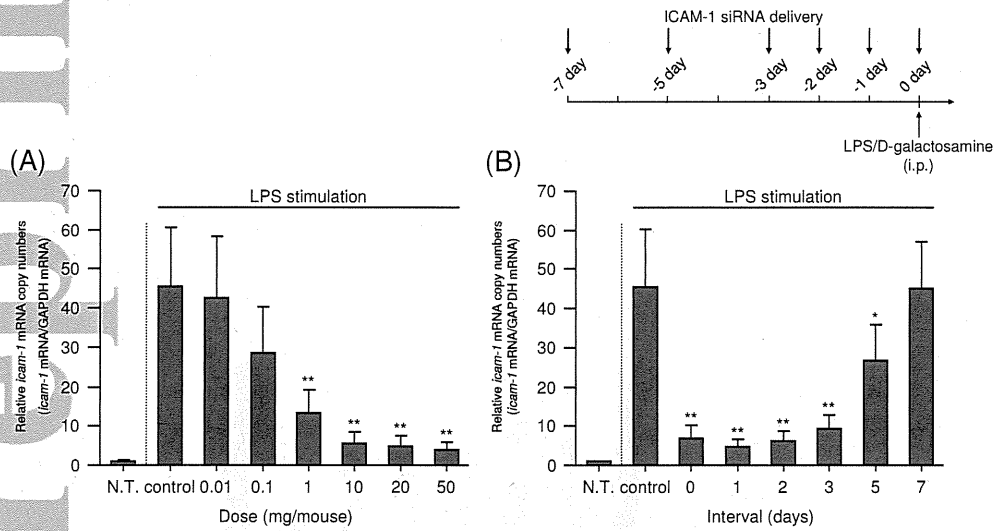 ICAM-1 siRNA delivery
-7 day
-5 day
-3 day
-2 day
-1 day
0 day
LPS/D-galactosamine
(i.p.)
(A)
LPS stimulation
Relative icam-1 mRNA copy numbers
(icam-1 mRNA/GAPDH mRNA)
70
60
50
40
30
20
10
0
**
**
**
**
N.T. control 0.01 0.1 1 10 20 50
Dose (mg/mouse)
(B)
LPS stimulation
Relative icam-1 mRNA copy numbers
(icam-1 mRNA/GAPDH mRNA)
70
60
50
40
30
20
10
0
**
**
**
**
*
N.T. control 0 1 2 3 5 7
Interval (days)